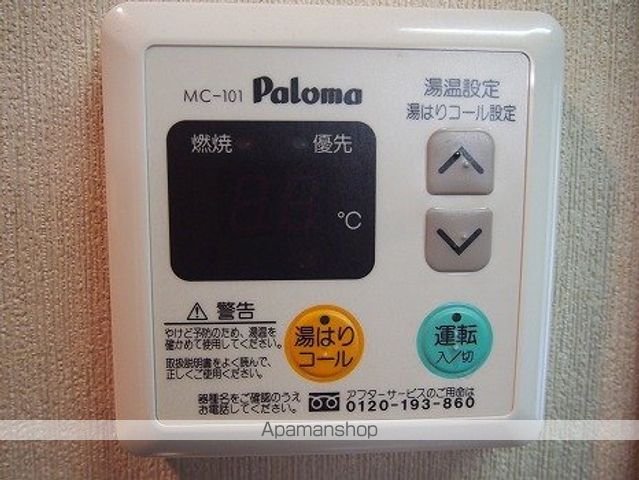 MC-101 Paloma
湯温設定
湯はりコール設定
燃焼 優先
℃
警告
やけど予防のため、湯温を
確かめて使用してください。
取扱説明書をよく読んで、
正しくご使用ください。
湯はり
コール
運転
入/切
器種名をご確認のうえ
お電話してください。
アフターサービスのご用命は
0120-193-860
Apamanshop